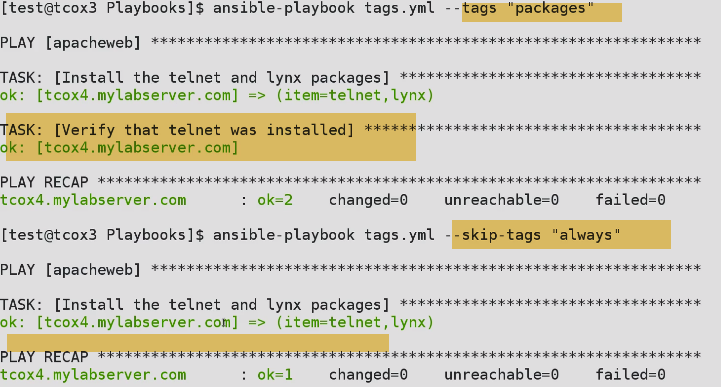 [test@tcox3 Playbooks]$ ansible-playbook tags.yml --tags "packages"
PLAY [apacheweb] **************************************************************
TASK: [Install the telnet and lynx packages] **********************************
ok: [tcox4.mylabserver.com] => (item=telnet,lynx)
TASK: [Verify that telnet was installed] **************************************
ok: [tcox4.mylabserver.com]
PLAY RECAP ********************************************************************
tcox4.mylabserver.com      : ok=2    changed=0    unreachable=0    failed=0
[test@tcox3 Playbooks]$ ansible-playbook tags.yml --skip-tags "always"
PLAY [apacheweb] **************************************************************
TASK: [Install the telnet and lynx packages] **********************************
ok: [tcox4.mylabserver.com] => (item=telnet,lynx)
PLAY RECAP ********************************************************************
tcox4.mylabserver.com      : ok=1    changed=0    unreachable=0    failed=0